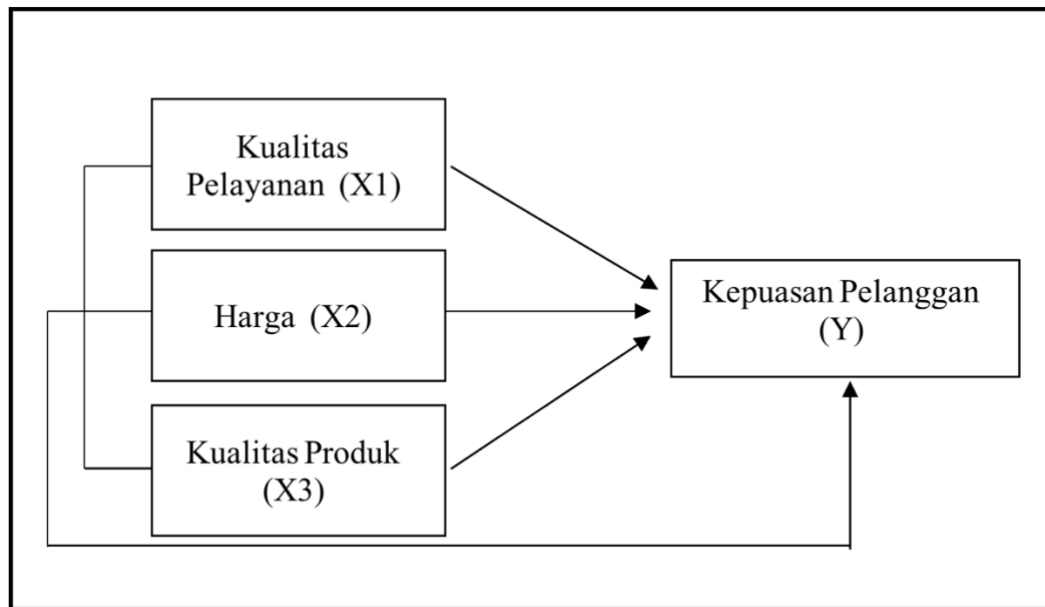 Kualitas
Pelayanan (X1)
Harga (X2)
Kualitas Produk
(X3)
Kepuasan Pelanggan
(Y)